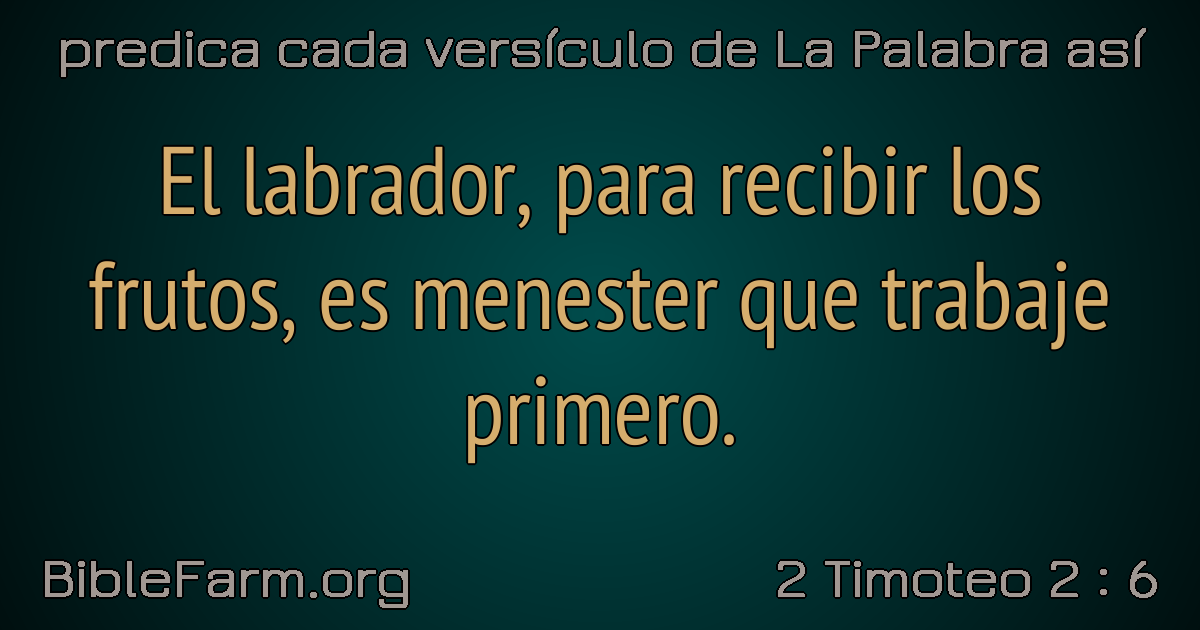 predica cada versículo de La Palabra así
El labrador, para recibir los
frutos, es menester que trabaje
primero.
BibleFarm.org
2 Timoteo 2 : 6